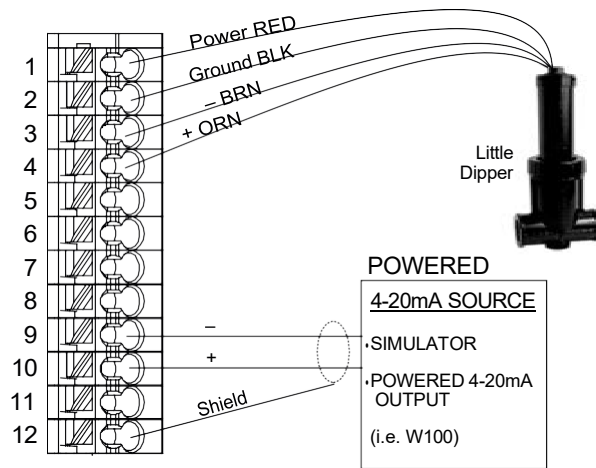 Power RED
1
Ground BLK
2
– BRN
3
+ ORN
4
Little
Dipper
5
6
7
8
POWERED
4-20mA SOURCE
9
–
SIMULATOR
10
+
POWERED 4-20mA
OUTPUT
11
Shield
12
(i.e. W100)